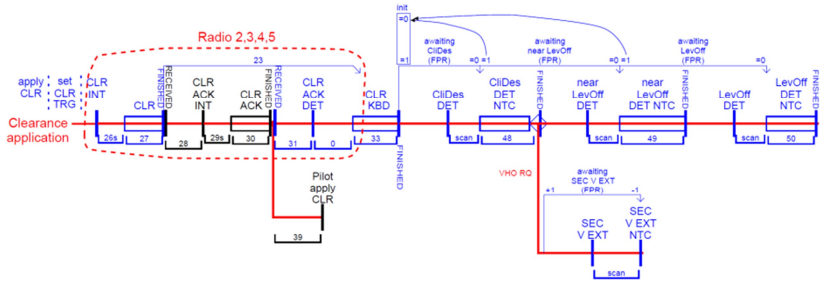 Init
=0
=1
Radio 2,3,4,5
awaiting
CliDes
(FPR)
=0 =1
awaiting
near LevOff
(FPR)
=0 =1
awaiting
LevOff
(FPR)
=0
23
apply
CLR
set
CLR
TRG
CLR
INT
CLR
FINISHED
RECEIVED
CLR
ACK
INT
CLR
ACK
FINISHED
RECEIVED
CLR
ACK
DET
CLR
KBD
FINISHED
CliDes
DET
CliDes
DET
NTC
FINISHED
near
LevOff
DET
near
LevOff
DET NTC
FINISHED
LevOff
DET
LevOff
DET
NTC
FINISHED
Clearance
application
26s
27
28
29s
30
31
0
33
scan
48
scan
49
scan
50
VHO RQ
awaiting
SEC V EXT
(FPR)
+1
-1
Pilot
apply
CLR
39
SEC
V EXT
SEC
V EXT
NTC
scan